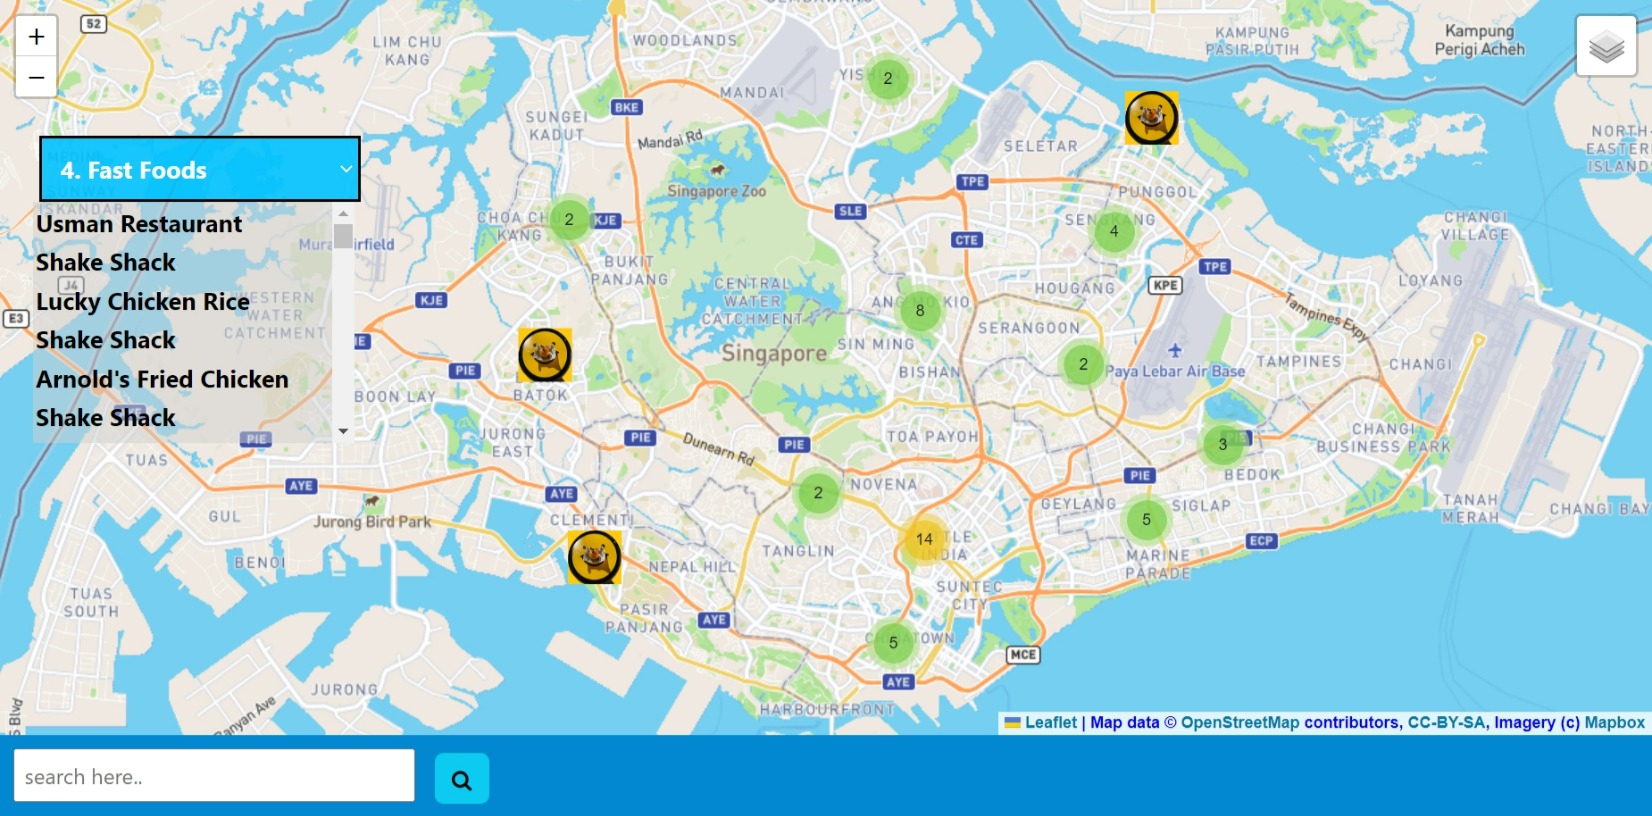 52
LIM CHU
KANG
WOODLANDS
YISHUN
2
KAMPUNG
PASIR PUTIH
Kampung
Perigi Acheh
+
−
MANDAI
BKE
SUNGEI
KADUT
Mandai Rd
SELETAR
NORTH-
EASTERN
ISLANDS
4. Fast Foods
ISKANDAR
Singapore Zoo
TPE
PUNGGOL
Usman Restaurant
CHOA CHU
KANG
2
KJE
SLE
SENGKANG
4
CHANGI
VILLAGE
CTE
Shake Shack
J4
BUKIT
PANJANG
TPE
LOYANG
Lucky Chicken Rice
WESTERN
WATER
CATCHMENT
KJE
CENTRAL
WATER
CATCHMENT
ANG MO KIO
8
HOUGANG
KPE
Tampines Expy
E3
Shake Shack
SERANGOON
SIN MING
Singapore
2
Paya Lebar Air Base
TAMPINES
CHANGI
Arnold's Fried Chicken
PIE
BATOK
BISHAN
BOON LAY
Shake Shack
PIE
JURONG
EAST
PIE
Dunearn Rd
PIE
TOA PAYOH
3
PIE
CHANGI
BUSINESS PARK
TUAS
AYE
AYE
2
NOVENA
PIE
BEDOK
GEYLANG
5
SIGLAP
TANAH
MERAH
CHANGI BAY
GUL
Jurong Bird Park
CLEMENTI
14
LITTLE
INDIA
ECP
BENOI
NEPAL HILL
TANGLIN
MARINE
PARADE
TUAS
SOUTH
PASIR
PANJANG
AYE
SUNTEC
CITY
5
CHINATOWN
MCE
JURONG
AYE
HARBOURFRONT
Leaflet | Map data © OpenStreetMap contributors, CC-BY-SA, Imagery (c) Mapbox
search here..